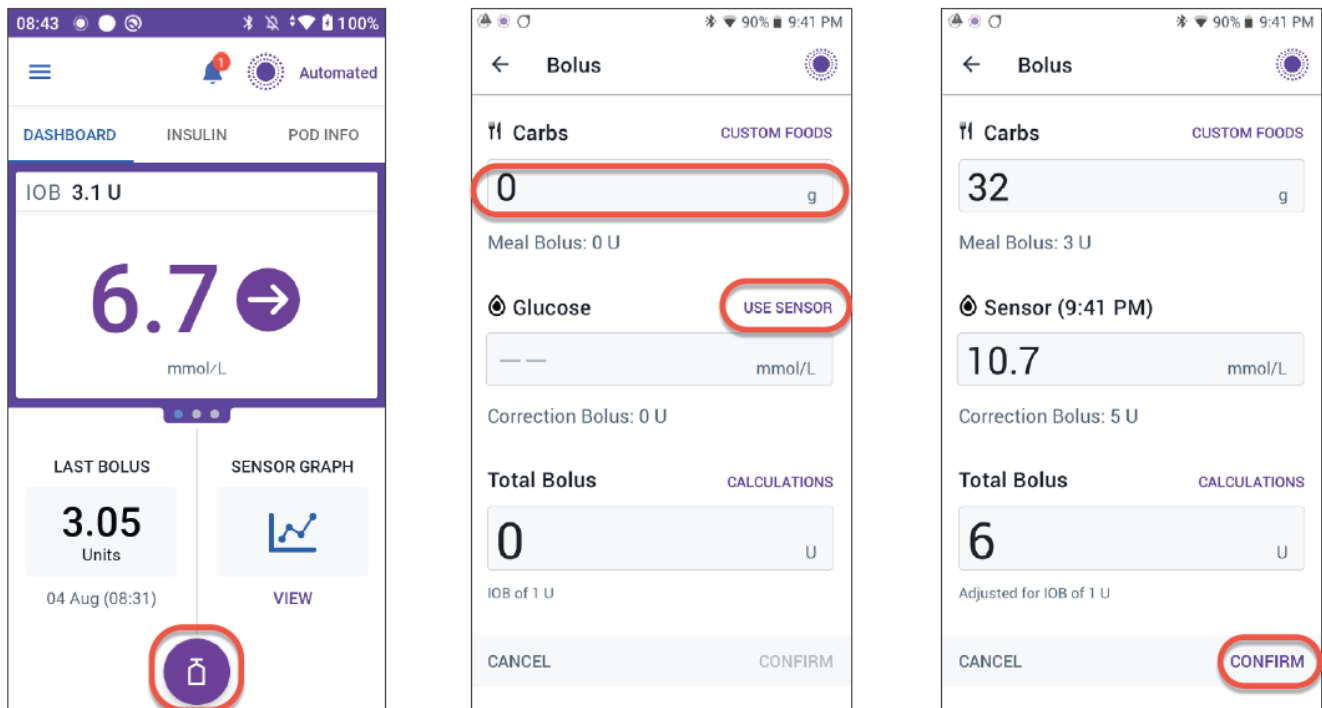 08:43 100%
1
Automated
DASHBOARD INSULIN POD INFO
IOB 3.1 U
6.7
mmol/L
LAST BOLUS SENSOR GRAPH
3.05
Units
04 Aug (08:31) VIEW
90% 9:41 PM
Bolus
Carbs CUSTOM FOODS
0 g
Meal Bolus: 0 U
Glucose USE SENSOR
-- mmol/L
Correction Bolus: 0 U
Total Bolus CALCULATIONS
0 U
IOB of 1 U
CANCEL CONFIRM
90% 9:41 PM
Bolus
Carbs CUSTOM FOODS
32 g
Meal Bolus: 3 U
Sensor (9:41 PM)
10.7 mmol/L
Correction Bolus: 5 U
Total Bolus CALCULATIONS
6 U
Adjusted for IOB of 1 U
CANCEL CONFIRM